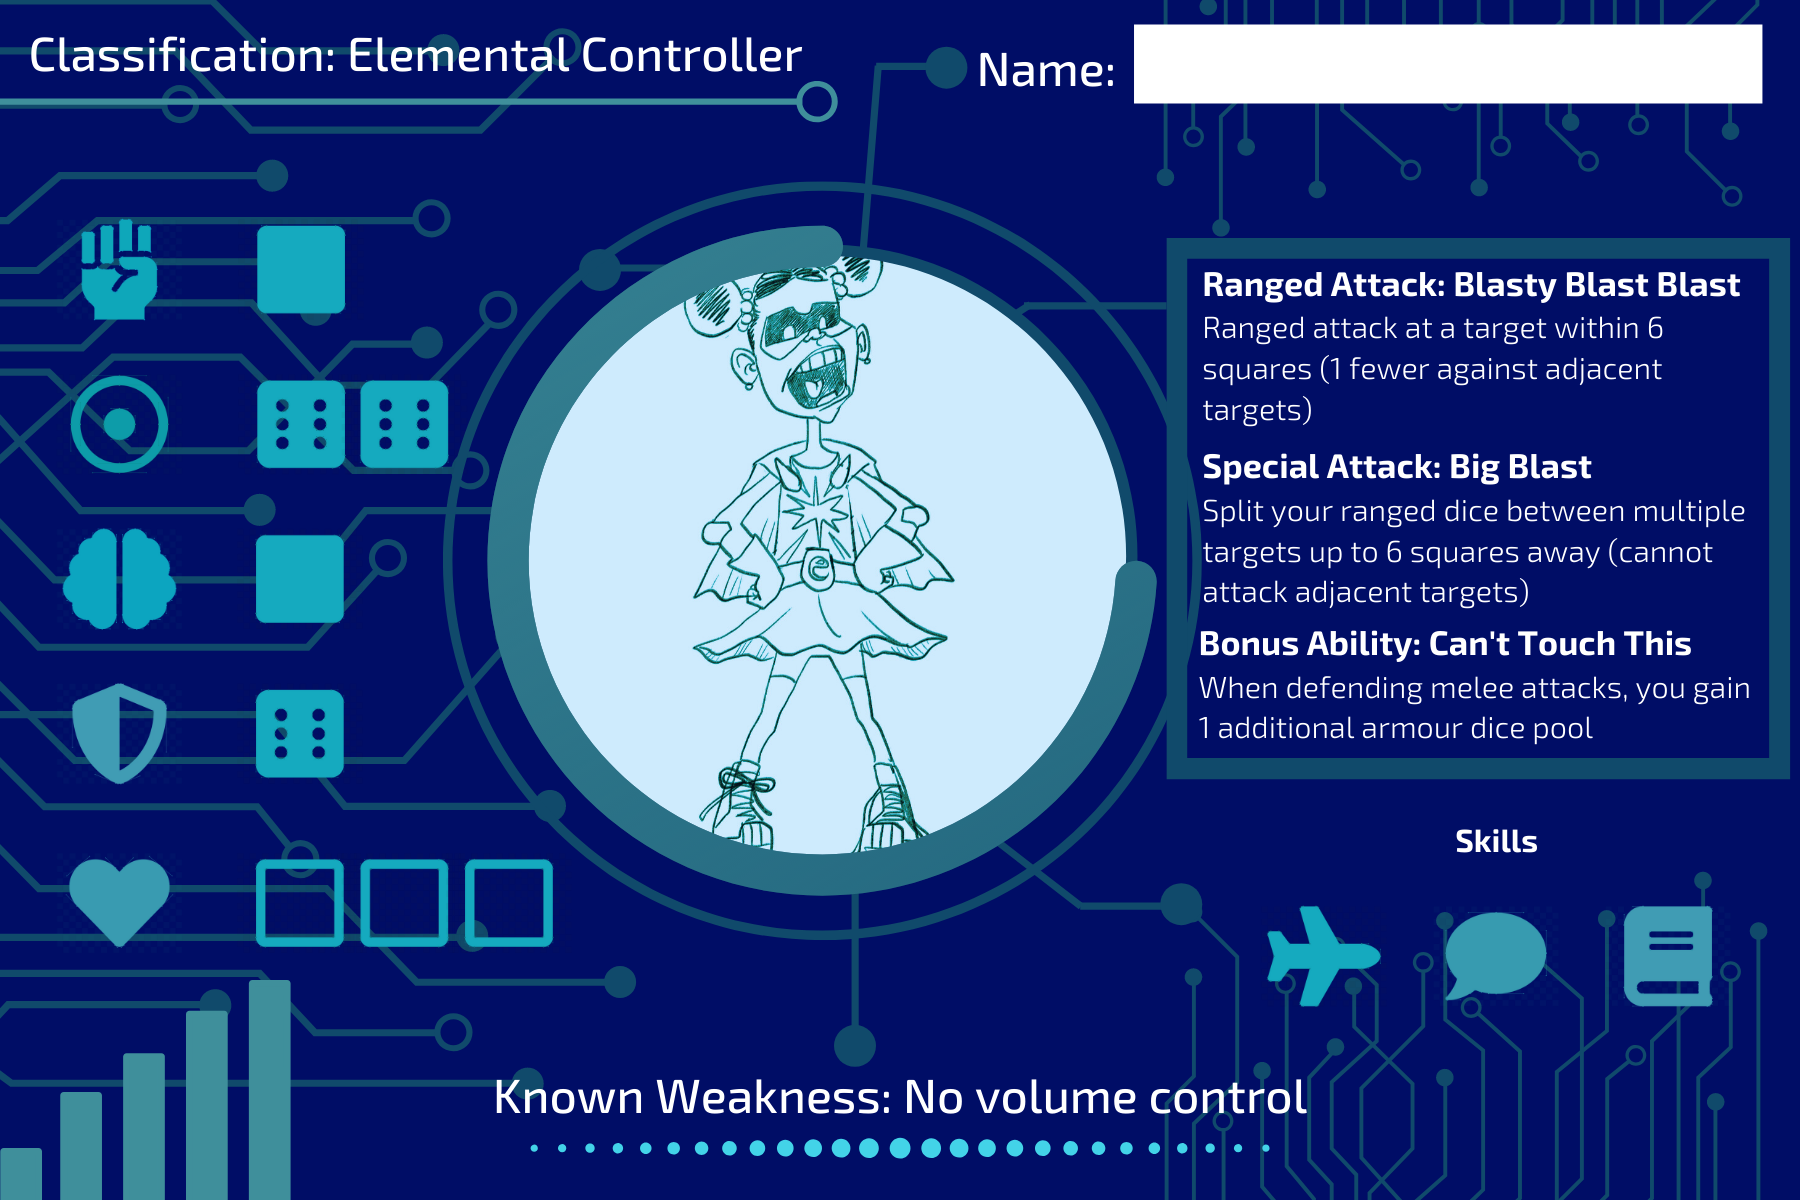 Classification: Elemental Controller
Name:
Ranged Attack: Blasty Blast Blast
Ranged attack at a target within 6
squares (1 fewer against adjacent
targets)
Special Attack: Big Blast
Split your ranged dice between multiple
targets up to 6 squares away (cannot
attack adjacent targets)
Bonus Ability: Can't Touch This
When defending melee attacks, you gain
1 additional armour dice pool
e
Skills
Known Weakness: No volume control